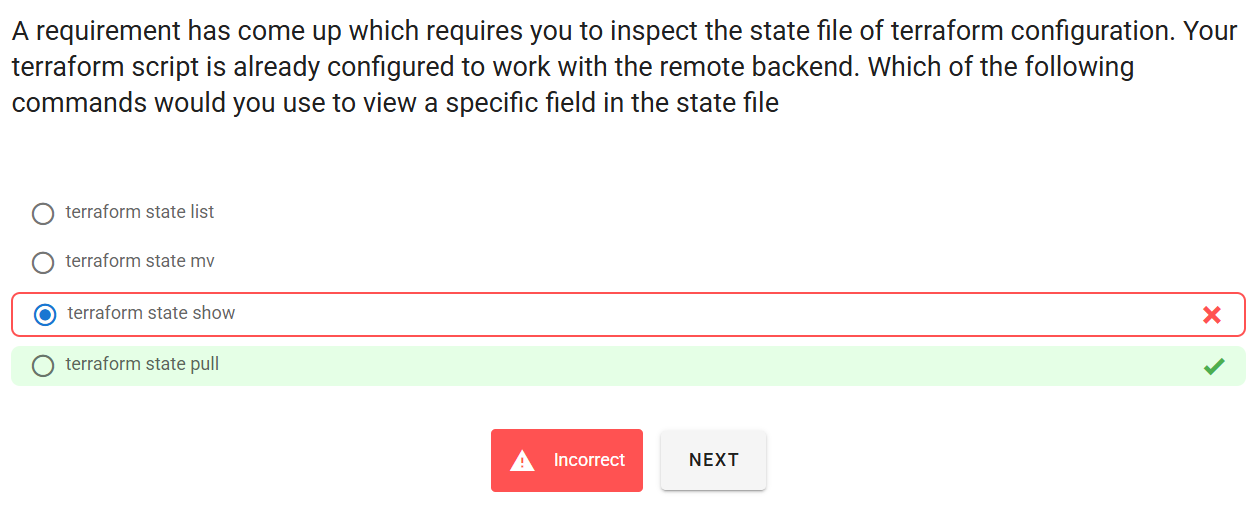 A requirement has come up which requires you to inspect the state file of terraform configuration. Your
terraform script is already configured to work with the remote backend. Which of the following
commands would you use to view a specific field in the state file
terraform state list
terraform state mv
terraform state show
terraform state pull
Incorrect
NEXT